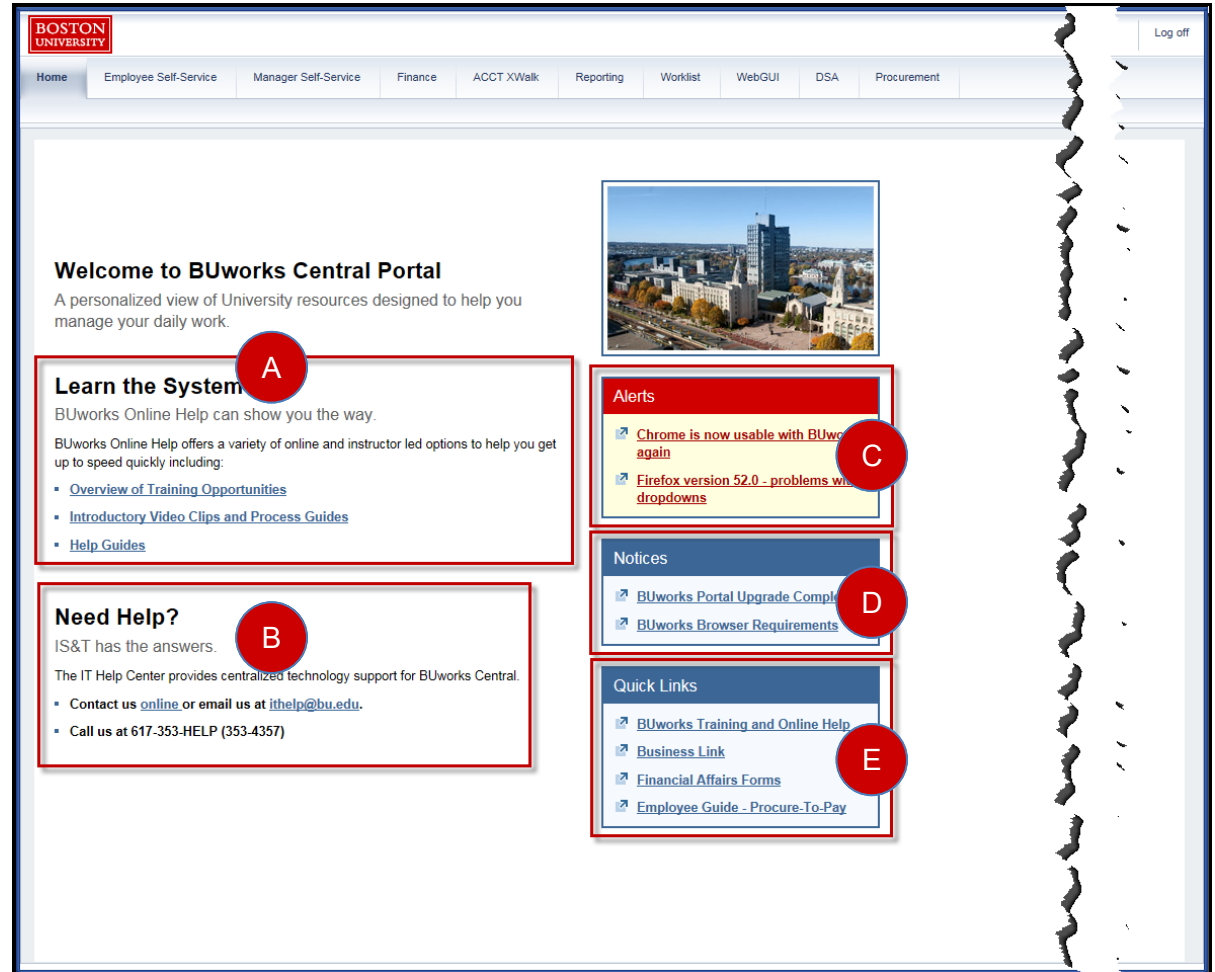 BOSTON
UNIVERSITY
Log off
Home Employee Self-Service Manager Self-Service Finance ACCT XWalk Reporting Worklist WebGUI DSA Procurement
Welcome to BUworks Central Portal
A personalized view of University resources designed to help you
manage your daily work.
A
Learn the System
BUworks Online Help can show you the way.
BUworks Online Help offers a variety of online and instructor led options to help you get
up to speed quickly including:
Overview of Training Opportunities
Introductory Video Clips and Process Guides
Help Guides
B
Need Help?
IS&T has the answers.
The IT Help Center provides centralized technology support for BUworks Central.
Contact us online or email us at ithelp@bu.edu.
Call us at 617-353-HELP (353-4357)
Alerts
Chrome is now usable with
again
Firefox version 52.0 - problems
dropdowns
C
Notices
BUworks Portal Upgrade
BUworks Browser Requirements
D
Quick Links
BUworks Training and Online Help
Business Link
Financial Affairs Forms
Employee Guide - Procure-To-Pay
E